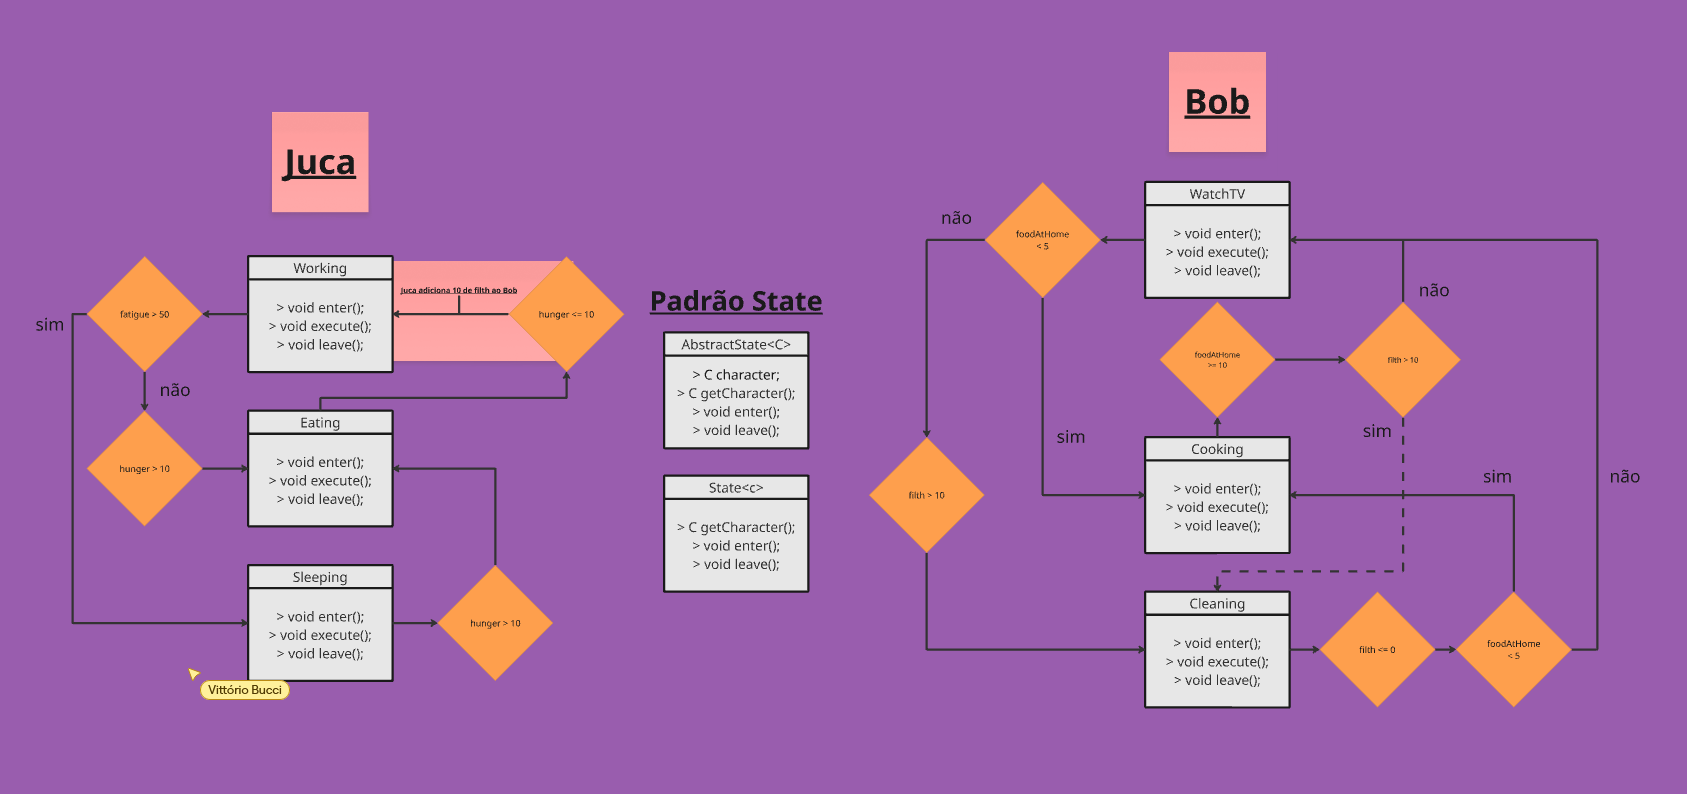 Juca
Working
> void enter();
> void execute();
> void leave();
fatigue > 50
sim
não
Juca adiciona 10 de filth ao Bob
hunger <= 10
hunger > 10
Eating
> void enter();
> void execute();
> void leave();
Sleeping
> void enter();
> void execute();
> void leave();
hunger > 10
Vittório Bucci
Padrão State
AbstractState<C>
> C character;
> C getCharacter();
> void enter();
> void leave();
State<c>
> C getCharacter();
> void enter();
> void leave();
Bob
WatchTV
> void enter();
> void execute();
> void leave();
não
foodAtHome
< 5
sim
filth > 10
foodAtHome
>= 10
filth > 10
não
sim
Cooking
> void enter();
> void execute();
> void leave();
sim
não
Cleaning
> void enter();
> void execute();
> void leave();
filth <= 0
foodAtHome
< 5